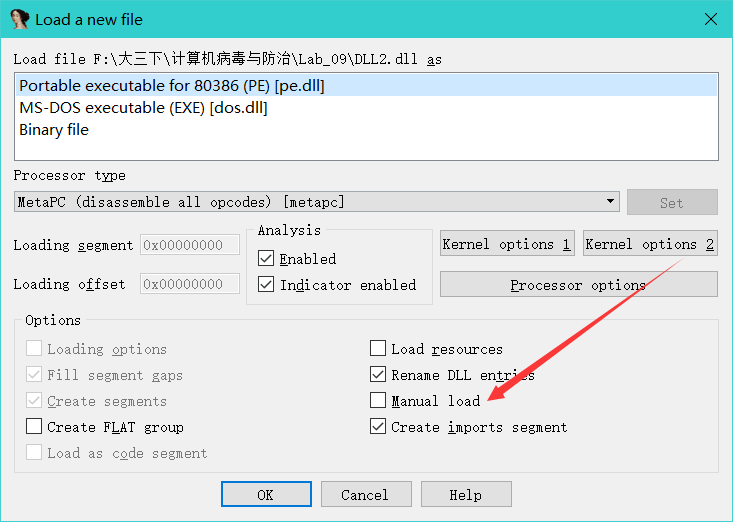 Load a new file
Load file F:\大三下\计算机病毒与防治\Lab_09\DLL2.dll as
Portable executable for 80386 (PE) [pe.dll]
MS-DOS executable (EXE) [dos.dll]
Binary file
Processor type
MetaPC (disassemble all opcodes) [metapc]
Set
Loading segment 0x00000000
Loading offset 0x00000000
Analysis
Enabled
Indicator enabled
Kernel options 1
Kernel options 2
Processor options
Options
Loading options
Fill segment gaps
Create segments
Create FLAT group
Load as code segment
Load resources
Rename DLL entries
Manual load
Create imports segment
OK
Cancel
Help